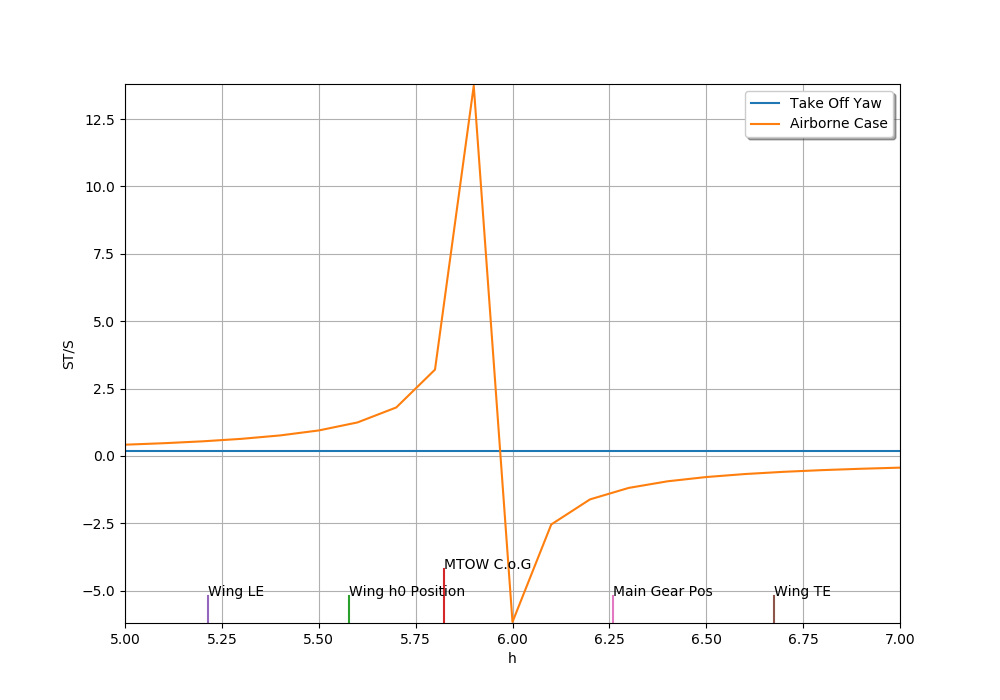 Take Off Yaw
Airborne Case
12.5
10.0
7.5
5.0
2.5
0.0
−2.5
−5.0
ST/S
MTOW C.o.G
Wing LE
Wing h0 Position
Main Gear Pos
Wing TE
5.00 5.25 5.50 5.75 6.00 6.25 6.50 6.75 7.00
h